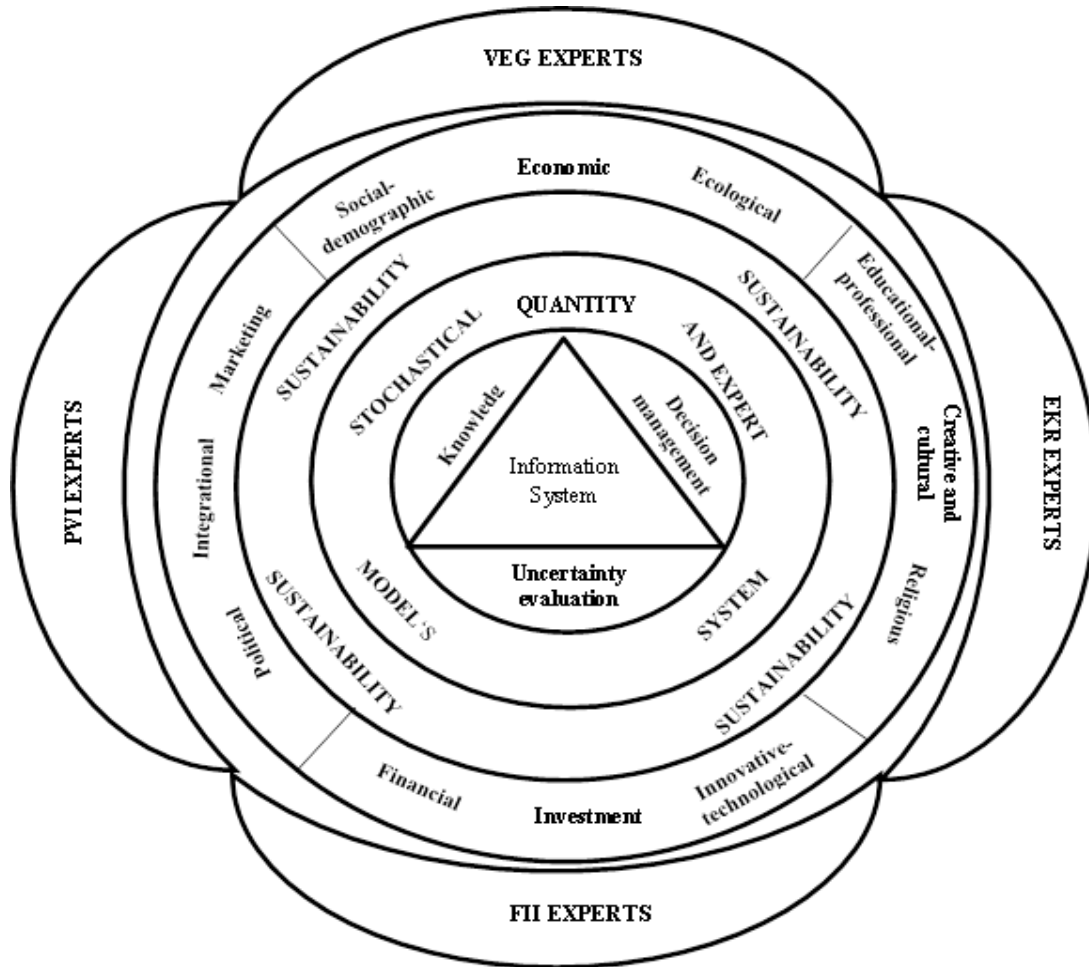 VEG EXPERTS
Economic
Social-
demographic
Ecological
Educational-
professional
SUSTAINABILITY
SUSTAINABILITY
QUANTITY
STOCHASTICAL
AND EXPERT
Marketing
Knowledg
Decision
management
Creative and
cultural
PVI EXPERTS
EKR EXPERTS
Integrational
Information
System
Uncertainty
evaluation
MODEL'S
SYSTEM
Religious
Political
SUSTAINABILITY
SUSTAINABILITY
Financial
Investment
Innovative-
technological
FII EXPERTS